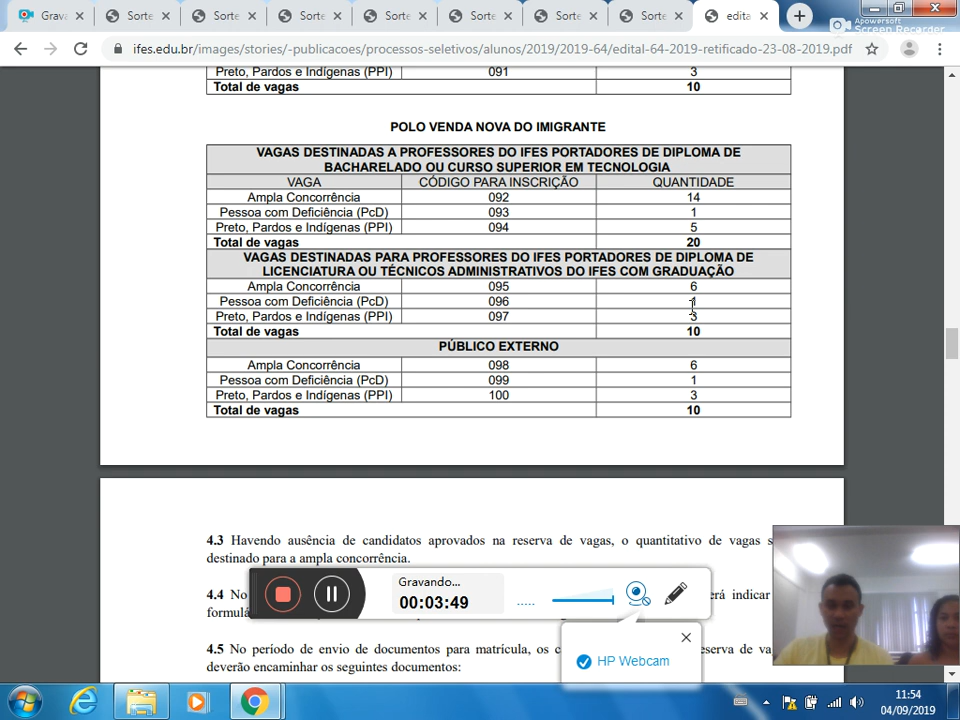 Grava
Sorte
Sorte
Sorte
Sorte
Sorte
Sorte
Sorte
edita
Apowersoft
Screen Recorder
ifes.edu.br/images/stories/-publicacoes/processos-seletivos/alunos/2019/2019-64/edital-64-2019-retificado-23-08-2019.pdf
Preto, Pardos e Indígenas (PPI) 091 3
Total de vagas 10
POLO VENDA NOVA DO IMIGRANTE
VAGAS DESTINADAS A PROFESSORES DO IFES PORTADORES DE DIPLOMA DE
BACHARELADO OU CURSO SUPERIOR EM TECNOLOGIA
VAGA CÓDIGO PARA INSCRIÇÃO QUANTIDADE
Ampla Concorrência 092 14
Pessoa com Deficiência (PcD) 093 1
Preto, Pardos e Indígenas (PPI) 094 5
Total de vagas 20
VAGAS DESTINADAS PARA PROFESSORES DO IFES PORTADORES DE DIPLOMA DE
LICENCIATURA OU TÉCNICOS ADMINISTRATIVOS DO IFES COM GRADUAÇÃO
Ampla Concorrência 095 6
Pessoa com Deficiência (PcD) 096 1
Preto, Pardos e Indígenas (PPI) 097 3
Total de vagas 10
PÚBLICO EXTERNO
Ampla Concorrência 098 6
Pessoa com Deficiência (PcD) 099 1
Preto, Pardos e Indígenas (PPI) 100 3
Total de vagas 10
4.3 Havendo ausência de candidatos aprovados na reserva de vagas, o quantitativo de vagas s
destinado para a ampla concorrência.
4.4 No erá indicar
formulá
4.5 No período de envio de documentos para matrícula, os c eserva de va
deverão encaminhar os seguintes documentos:
Gravando...
00:03:49
HP Webcam
11:54
04/09/2019